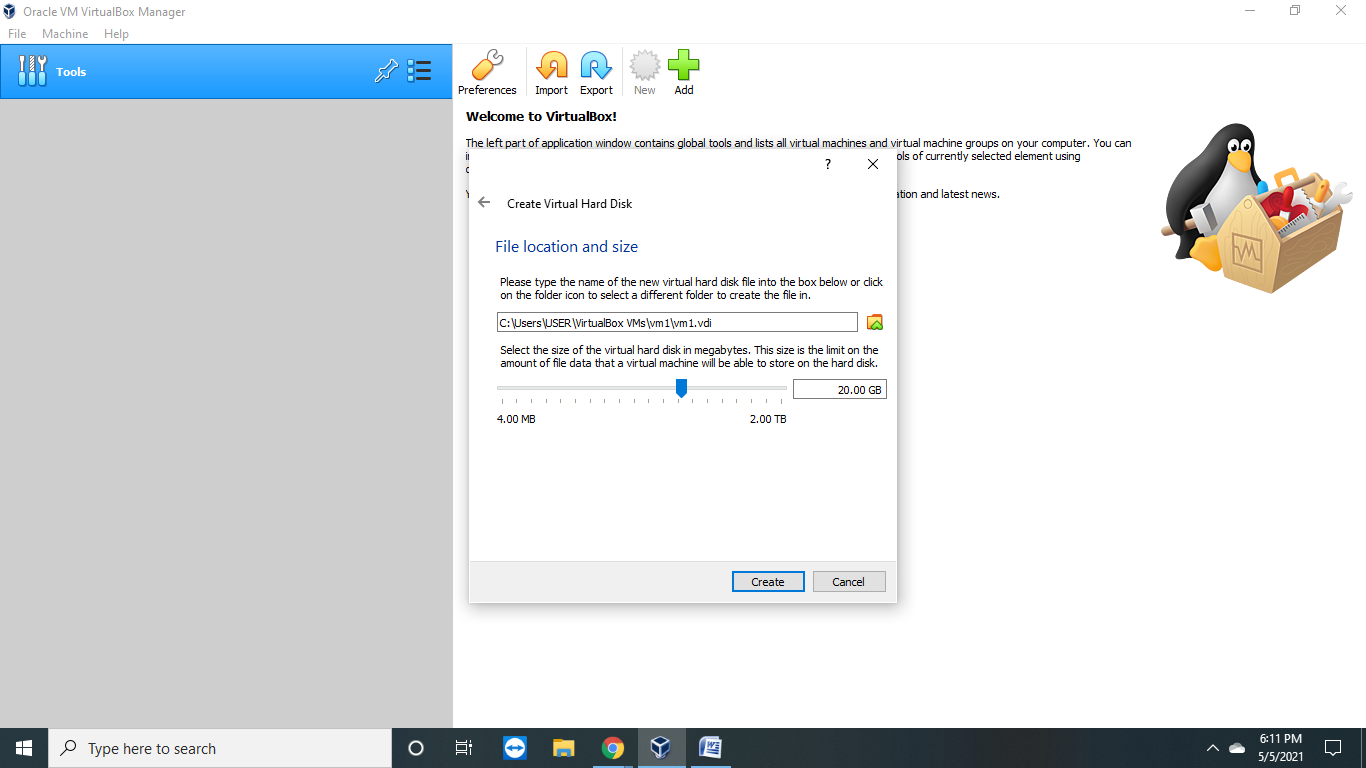 Oracle VM VirtualBox Manager
File Machine Help
Tools
Preferences Import Export New Add
Welcome to VirtualBox!
The left part of application window contains global tools and lists all virtual machines and virtual machine groups on your computer. You can
ols of currently selected element using
tion and latest news.
?
Create Virtual Hard Disk
File location and size
Please type the name of the new virtual hard disk file into the box below or click
on the folder icon to select a different folder to create the file in.
C:\Users\USER\VirtualBox VMs\vm1\vm1.vdi
Select the size of the virtual hard disk in megabytes. This size is the limit on the
amount of file data that a virtual machine will be able to store on the hard disk.
20.00 GB
4.00 MB 2.00 TB
Create Cancel
Type here to search
6:11 PM
5/5/2021